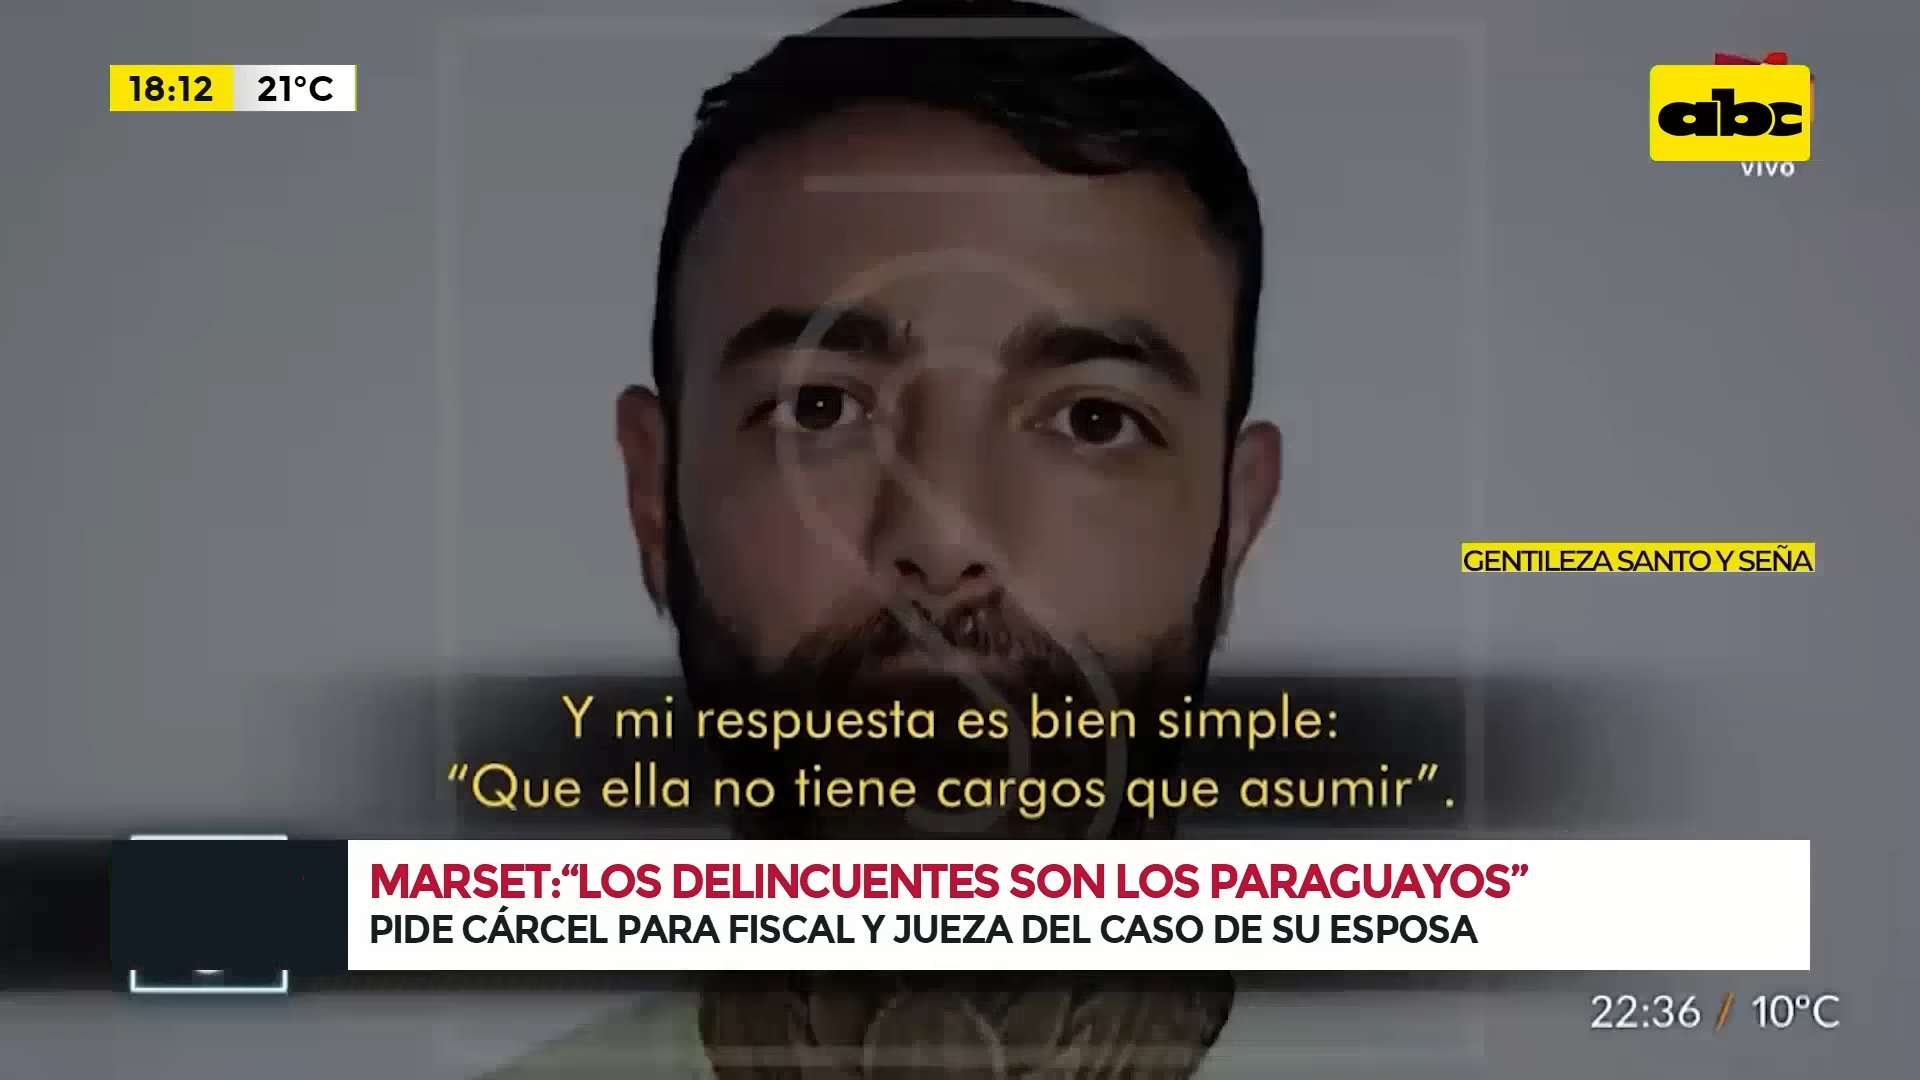 18:12 21°C
abc
vivo
GENTILEZA SANTO Y SEÑA
Y mi respuesta es bien simple:
“Que ella no tiene cargos que asumir”.
MARSET:“LOS DELINCUENTES SON LOS PARAGUAYOS”
PIDE CÁRCEL PARA FISCAL Y JUEZA DEL CASO DE SU ESPOSA
22:36 / 10ºC